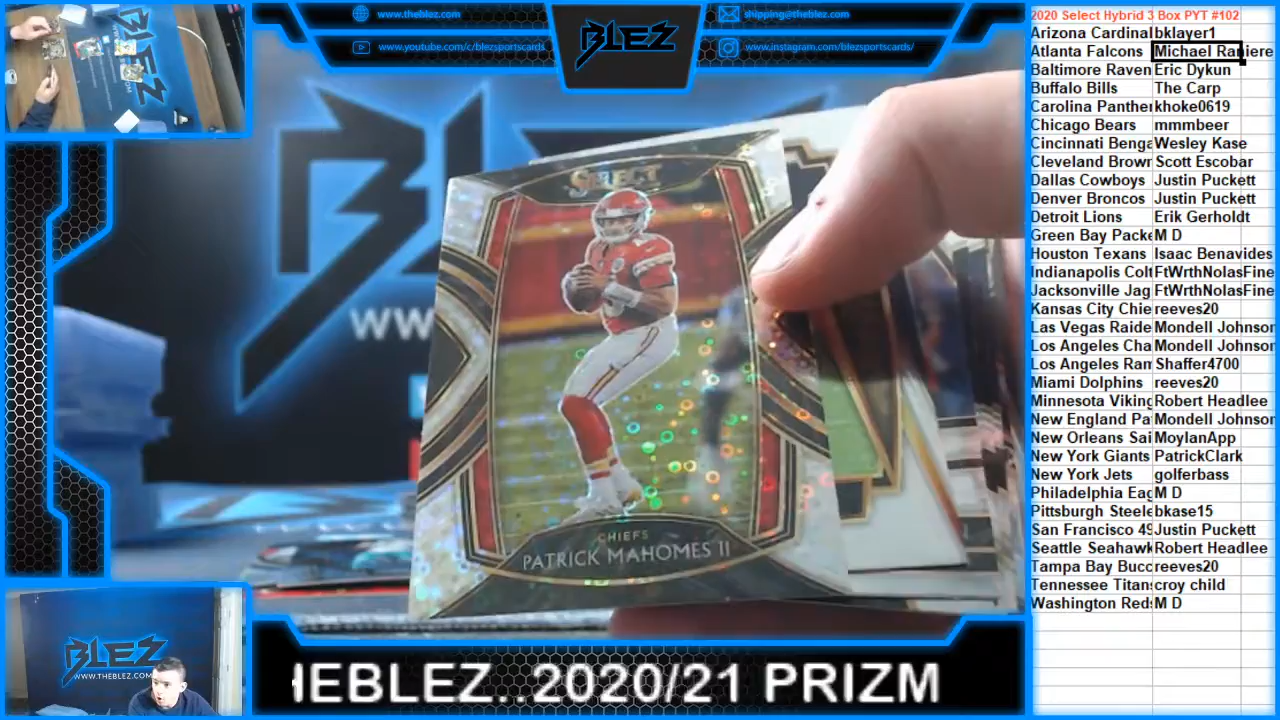 www.theblez.com
shipping@theblez.com
www.youtube.com/c/blezsportscards
www.instagram.com/blezsportscards/
BLEZ
BLEZ
WW
SELECT
CHIEFS
PATRICK MAHOMES II
BLEZ
WWW.THEBLEZ.COM
HEBLEZ..2020/21 PRIZM
2020 Select Hybrid 3 Box PYT #102
Arizona Cardinal bklayer1
Atlanta Falcons Michael Raniere
Baltimore Raven Eric Dykun
Buffalo Bills The Carp
Carolina Panthe khoke0619
Chicago Bears mmmbeer
Cincinnati Benga Wesley Kase
Cleveland Brown Scott Escobar
Dallas Cowboys Justin Puckett
Denver Broncos Justin Puckett
Detroit Lions Erik Gerholdt
Green Bay Packe M D
Houston Texans Isaac Benavides
Indianapolis Colt FtWrthNolasFine
Jacksonville Jag FtWrthNolasFine
Kansas City Chie reeves20
Las Vegas Raide Mondell Johnson
Los Angeles Cha Mondell Johnson
Los Angeles Ram Shaffer4700
Miami Dolphins reeves20
Minnesota Viking Robert Headlee
New England Pa Mondell Johnson
New Orleans Sai MoylanApp
New York Giants PatrickClark
New York Jets golferbass
Philadelphia Eag M D
Pittsburgh Steele bkase15
San Francisco 49 Justin Puckett
Seattle Seahawk Robert Headlee
Tampa Bay Bucc reeves20
Tennessee Titans croy child
Washington Reds M D